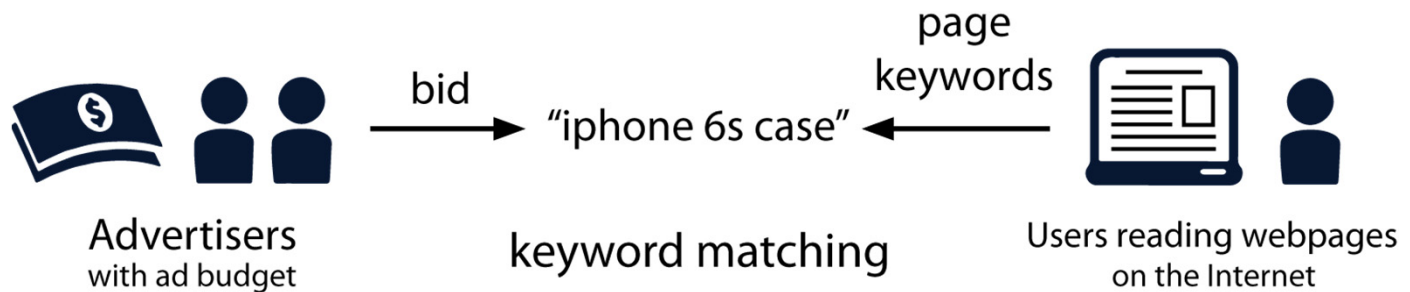 bid
"iphone 6s case"
page
keywords
$
Advertisers
with ad budget
keyword matching
Users reading webpages
on the Internet